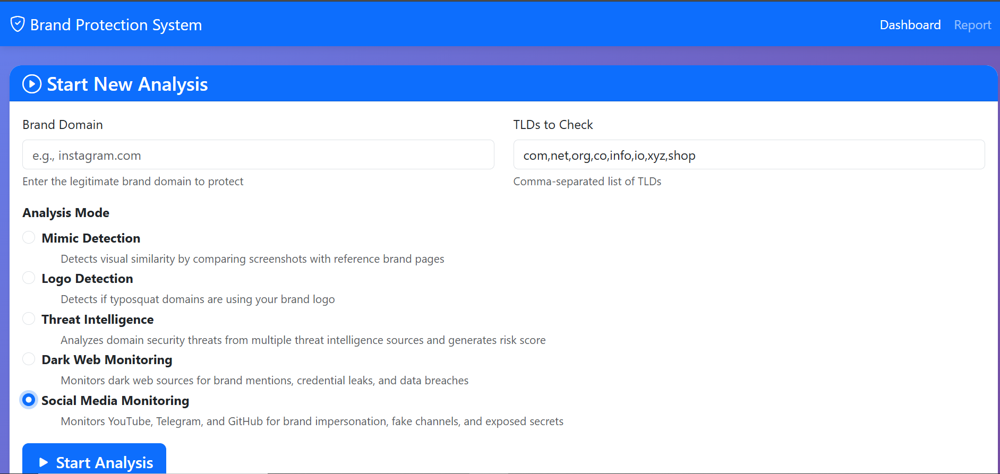 Brand Protection System
Dashboard
Report
Start New Analysis
Brand Domain
e.g., instagram.com
Enter the legitimate brand domain to protect
TLDs to Check
com,net,org,co,info,io,xyz,shop
Comma-separated list of TLDs
Analysis Mode
Mimic Detection
Detects visual similarity by comparing screenshots with reference brand pages
Logo Detection
Detects if typosquat domains are using your brand logo
Threat Intelligence
Analyzes domain security threats from multiple threat intelligence sources and generates risk score
Dark Web Monitoring
Monitors dark web sources for brand mentions, credential leaks, and data breaches
Social Media Monitoring
Monitors YouTube, Telegram, and GitHub for brand impersonation, fake channels, and exposed secrets
Start Analysis